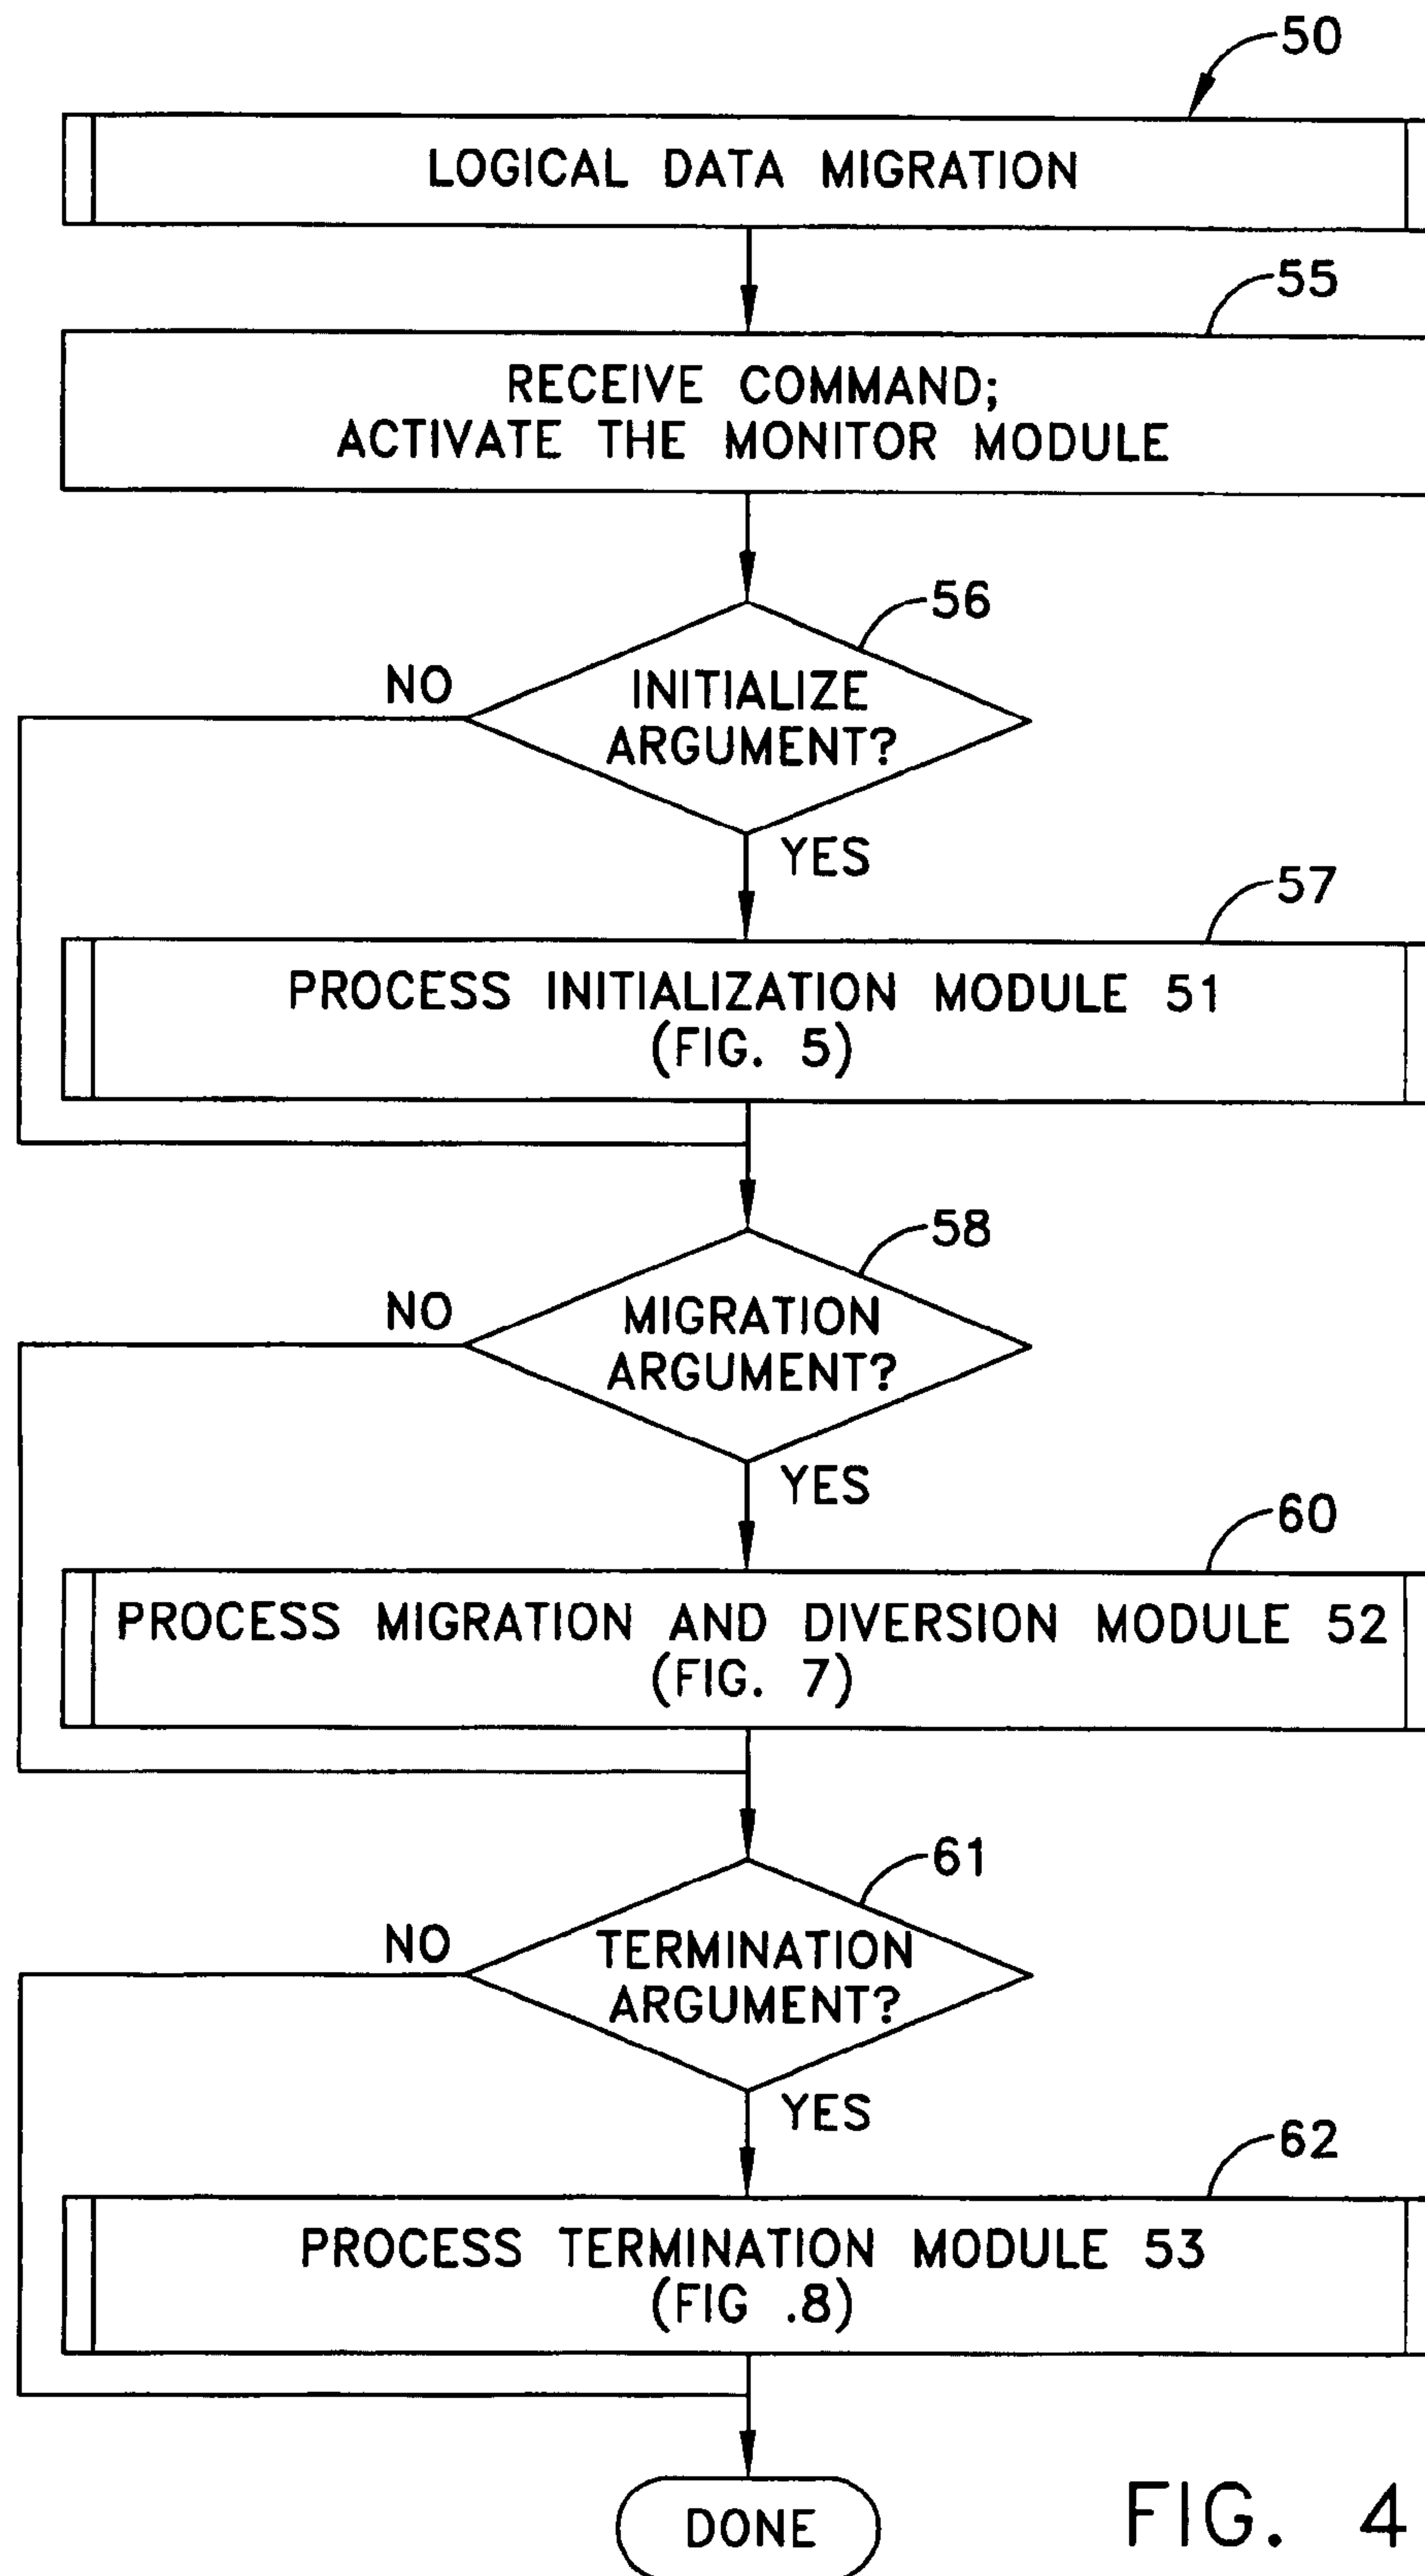 50
LOGICAL DATA MIGRATION
55
RECEIVE COMMAND;
ACTIVATE THE MONITOR MODULE
56
NO
INITIALIZE
ARGUMENT?
YES
57
PROCESS INITIALIZATION MODULE 51
(FIG. 5)
58
NO
MIGRATION
ARGUMENT?
YES
60
PROCESS MIGRATION AND DIVERSION MODULE 52
(FIG. 7)
61
NO
TERMINATION
ARGUMENT?
YES
62
PROCESS TERMINATION MODULE 53
(FIG .8)
DONE
FIG. 4